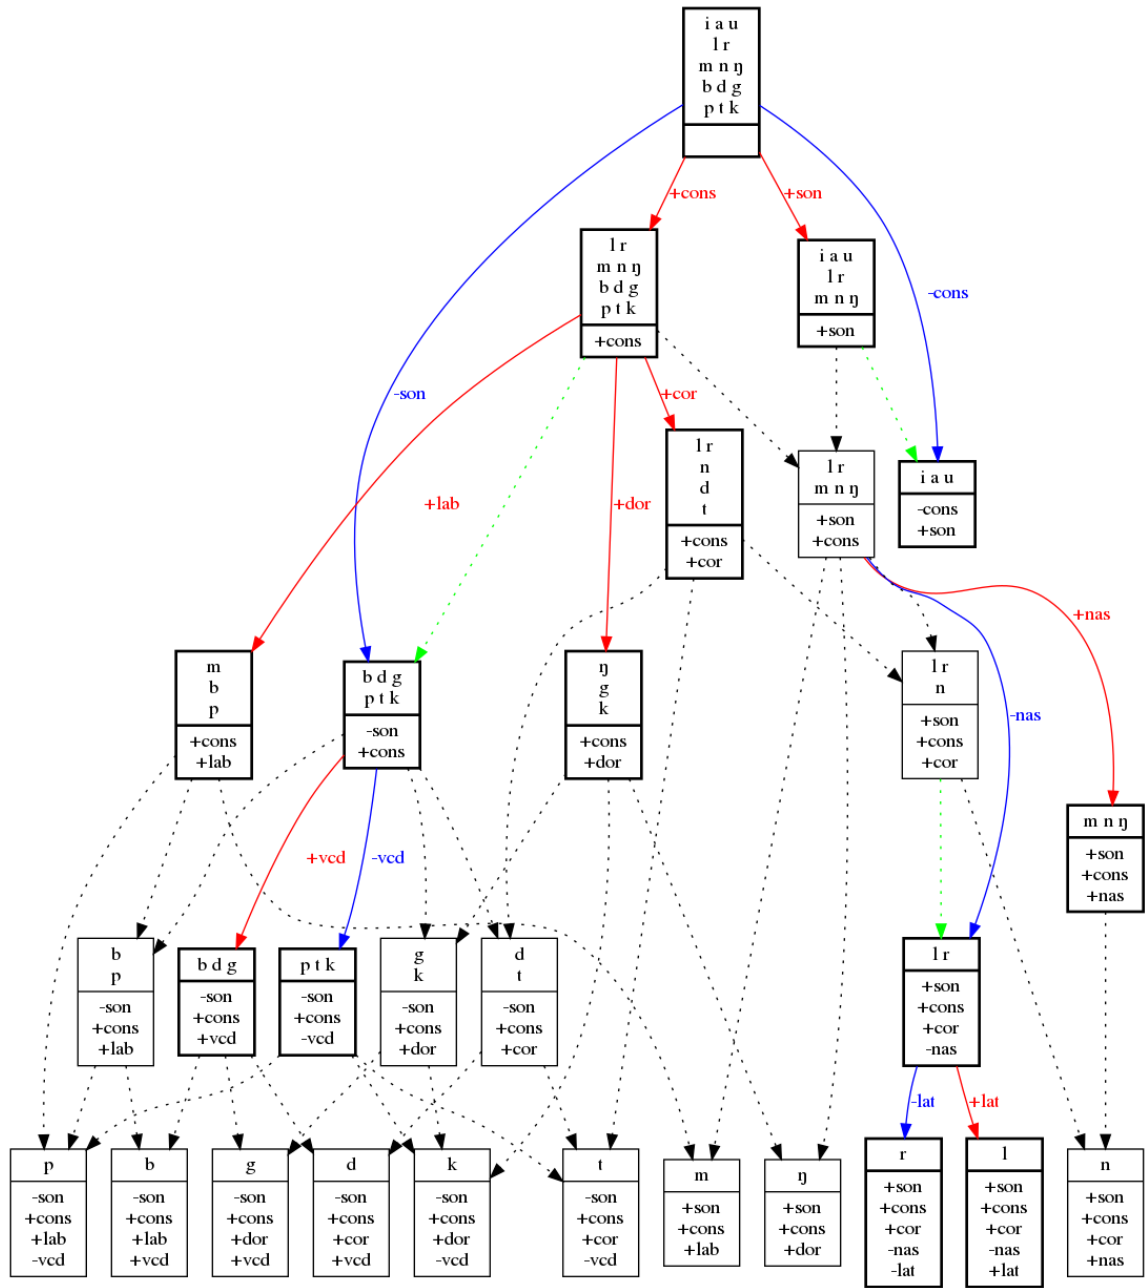 i a u
l r
m n ŋ
b d g
p t k
+cons
+son
-cons
-son
l r
m n ŋ
b d g
p t k
+cons
i a u
l r
m n ŋ
+son
+cor
+lab
+dor
l r
n
d
t
+cons
+cor
l r
m n ŋ
+son
+cons
i a u
-cons
+son
+nas
-nas
m
b
p
+cons
+lab
b d g
p t k
-son
+cons
ŋ
g
k
+cons
+dor
l r
n
+son
+cons
+cor
m n ŋ
+son
+cons
+nas
+vcd
-vcd
b
p
-son
+cons
+lab
b d g
-son
+cons
+vcd
p t k
-son
+cons
-vcd
g
k
-son
+cons
+dor
d
t
-son
+cons
+cor
l r
+son
+cons
+cor
-nas
-lat
+lat
p
-son
+cons
+lab
-vcd
b
-son
+cons
+lab
+vcd
g
-son
+cons
+dor
+vcd
d
-son
+cons
+cor
+vcd
k
-son
+cons
+dor
-vcd
t
-son
+cons
+cor
-vcd
m
+son
+cons
+lab
ŋ
+son
+cons
+dor
r
+son
+cons
+cor
-nas
-lat
l
+son
+cons
+cor
-nas
+lat
n
+son
+cons
+cor
+nas